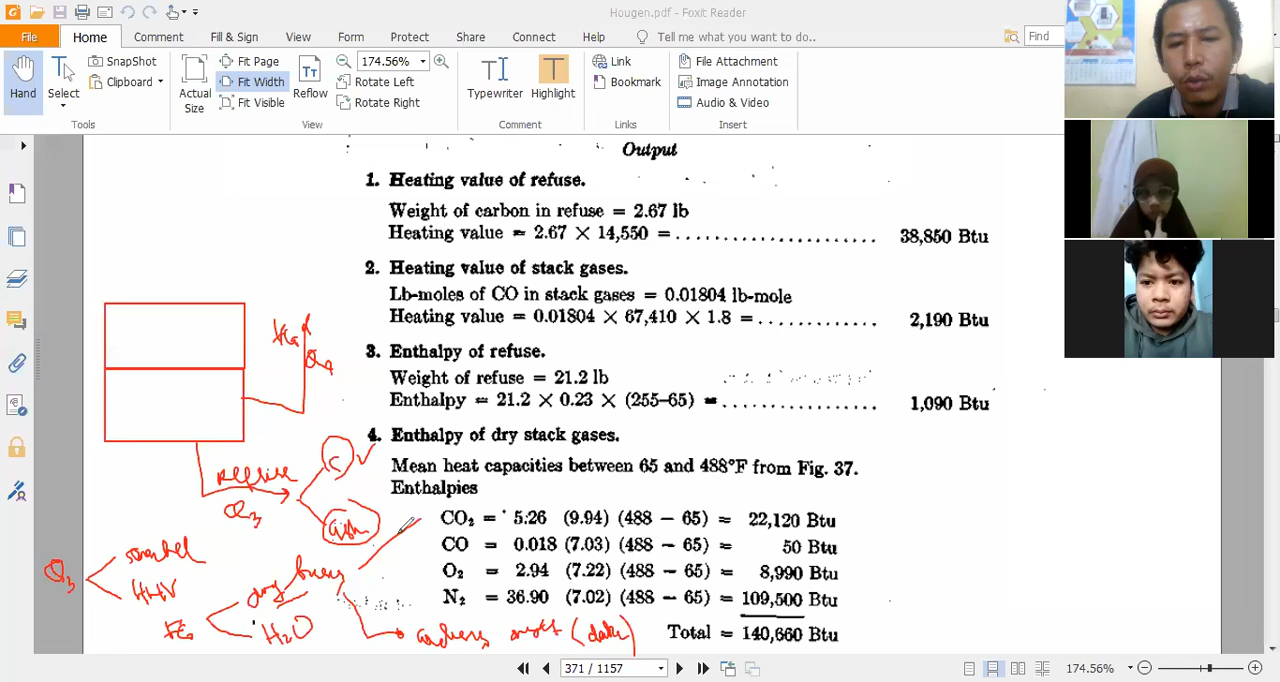 Hougen.pdf - Foxit Reader
File Home Comment Fill & Sign View Form Protect Share Connect Help Tell me what you want to do.. Find
Hand
Select
SnapShot
Clipboard
Tools
Actual Size
Fit Page
Fit Width
Fit Visible
Reflow
174.56%
Rotate Left
Rotate Right
View
Typewriter
Highlight
Comment
Link
Bookmark
Links
File Attachment
Image Annotation
Audio & Video
Insert
Output
1. Heating value of refuse.
Weight of carbon in refuse = 2.67 lb
Heating value = 2.67 × 14,550 = .......................... 38,850 Btu
2. Heating value of stack gases.
Lb-moles of CO in stack gases = 0.01804 lb-mole
Heating value = 0.01804 × 67,410 × 1.8 = ............... 2,190 Btu
3. Enthalpy of refuse.
Weight of refuse = 21.2 lb
Enthalpy = 21.2 × 0.23 × (255-65) = .................... 1,090 Btu
4. Enthalpy of dry stack gases.
Mean heat capacities between 65 and 488°F from Fig. 37.
Enthalpies
CO₂ = 5.26 (9.94) (488 − 65) = 22,120 Btu
CO = 0.018 (7.03) (488 − 65) = 50 Btu
O₂ = 2.94 (7.22) (488 − 65) = 8,990 Btu
N₂ = 36.90 (7.02) (488 − 65) = 109,500 Btu
Total = 140,660 Btu
refuse
C
Q3
ash
Q3
HHV
dry
H₂O
(data)
371 / 1157
174.56%